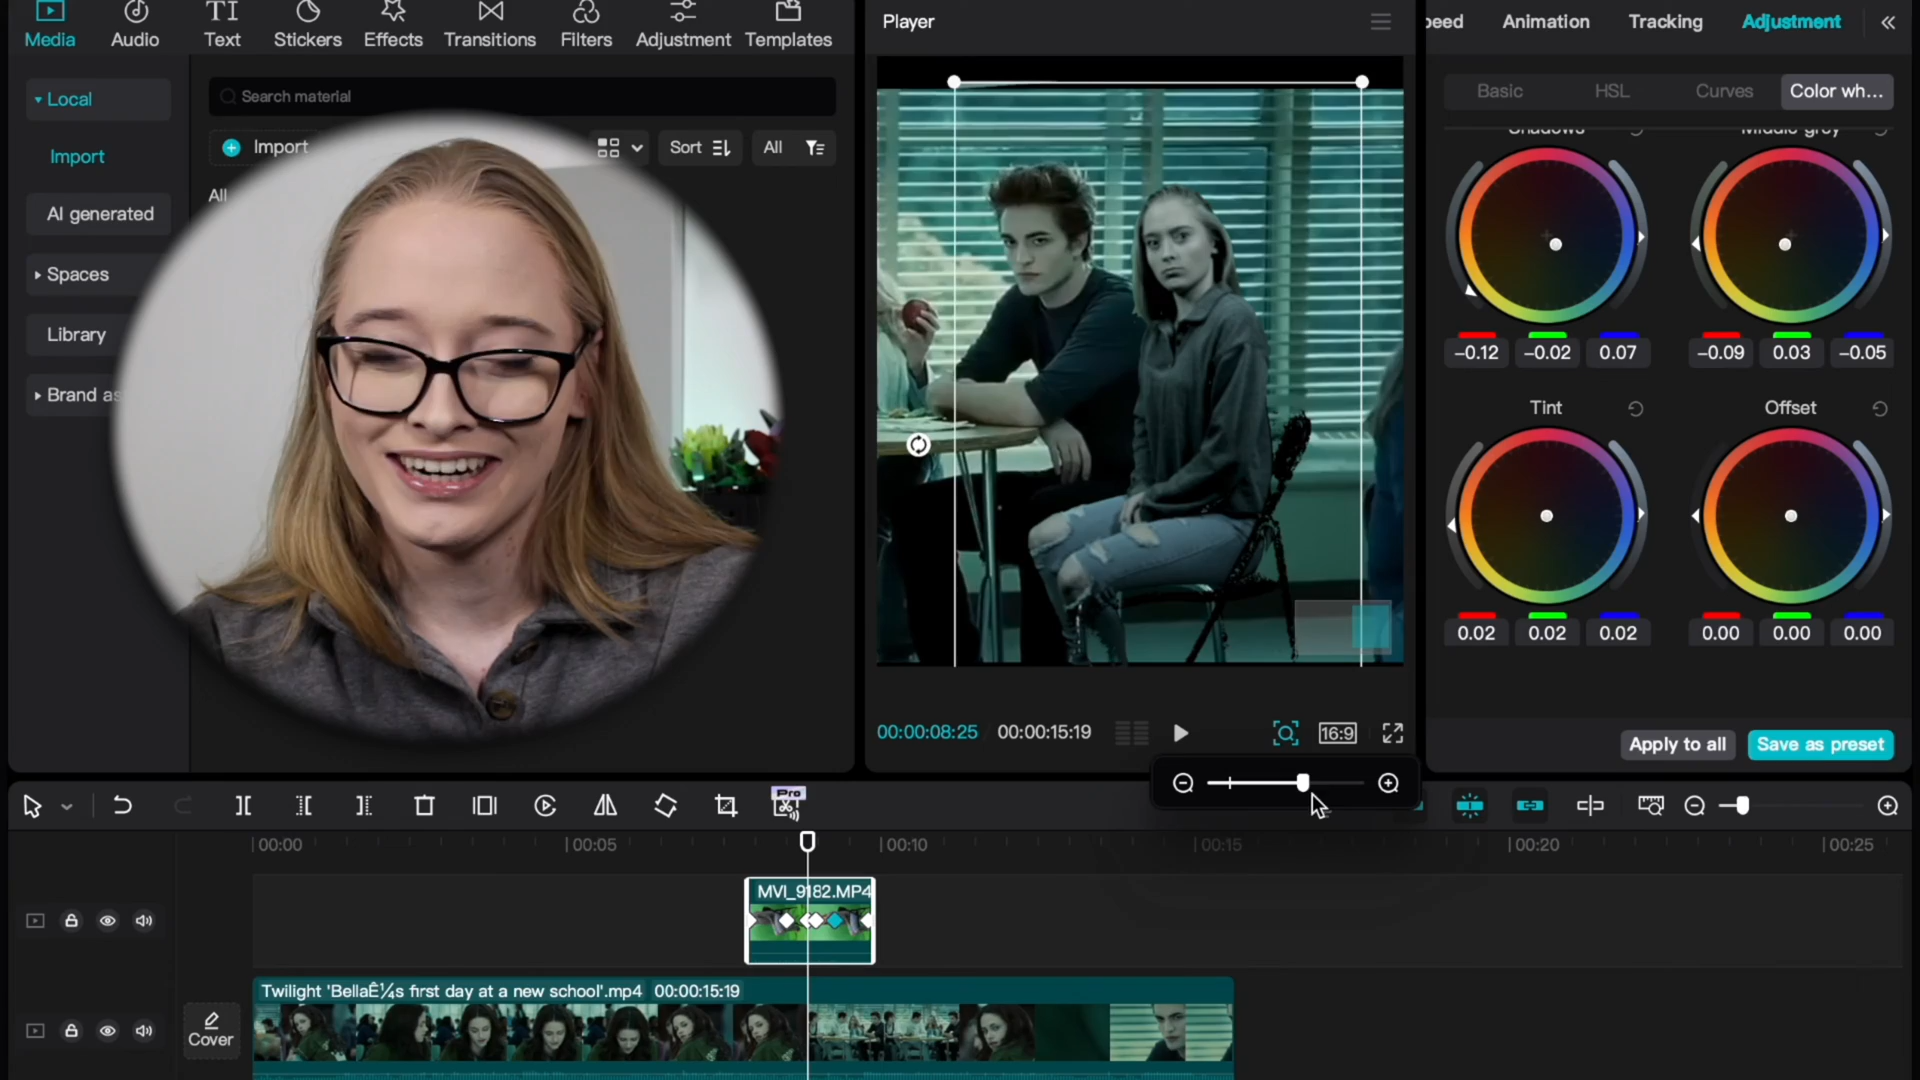 Media
Audio
Text
Stickers
Effects
Transitions
Filters
Adjustment
Templates
Player
Animation
Tracking
Adjustment
Local
Search material
Basic
HSL
Curves
Color wh...
Import
Import
Sort
All
All
AI generated
Spaces
Library
−0.12
−0.02
0.07
−0.09
0.03
−0.05
Tint
Offset
0.02
0.02
0.02
0.00
0.00
0.00
00:00:08:25
00:00:15:19
16:9
Apply to all
Save as preset
Pro
00:00
00:05
00:10
00:15
00:20
00:25
MVI_9182.MP4
Twilight 'BellaÊ¼s first day at a new school'.mp4 00:00:15:19
Cover